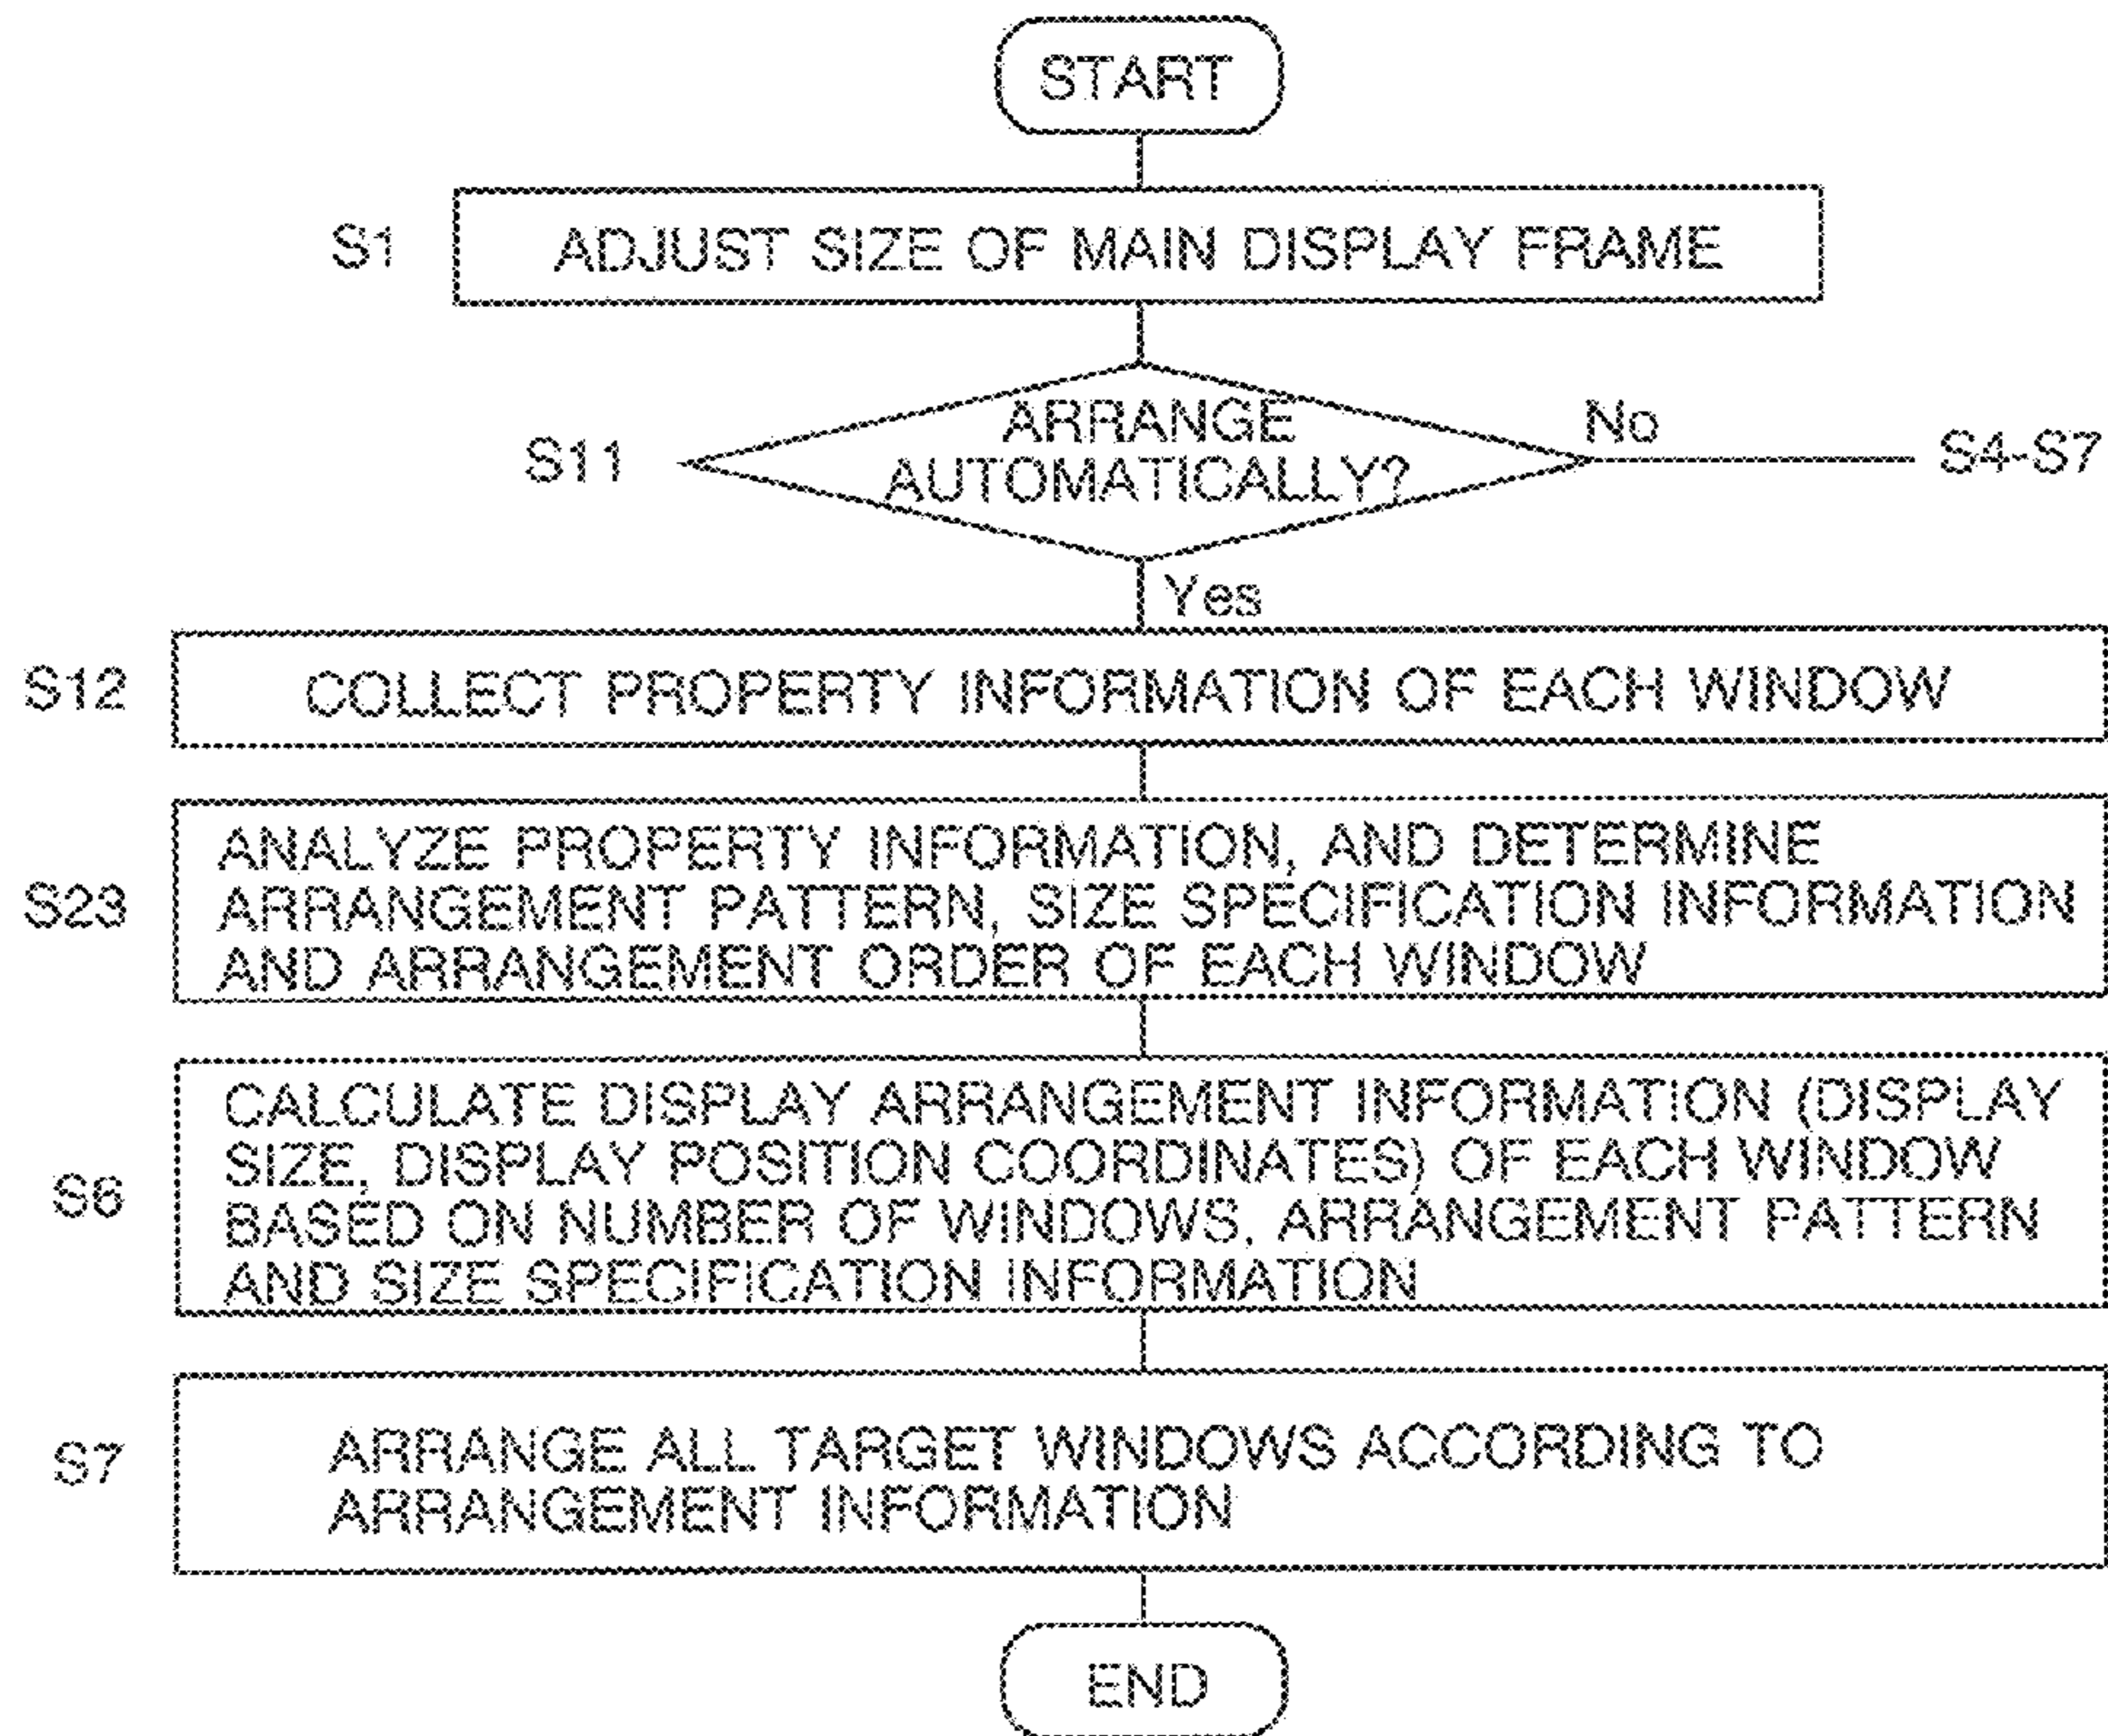 START
S1
ADJUST SIZE OF MAIN DISPLAY FRAME
S11
ARRANGE
AUTOMATICALLY?
No
S4-S7
Yes
S12
COLLECT PROPERTY INFORMATION OF EACH WINDOW
S23
ANALYZE PROPERTY INFORMATION, AND DETERMINE
ARRANGEMENT PATTERN, SIZE SPECIFICATION INFORMATION
AND ARRANGEMENT ORDER OF EACH WINDOW
S6
CALCULATE DISPLAY ARRANGEMENT INFORMATION (DISPLAY
SIZE, DISPLAY POSITION COORDINATES) OF EACH WINDOW
BASED ON NUMBER OF WINDOWS, ARRANGEMENT PATTERN
AND SIZE SPECIFICATION INFORMATION
S7
ARRANGE ALL TARGET WINDOWS ACCORDING TO
ARRANGEMENT INFORMATION
END